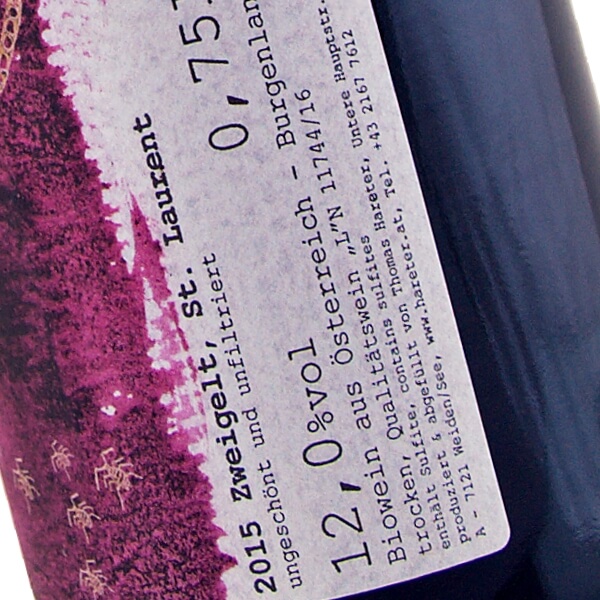 2015 Zweigelt, St. Laurent
ungeschönt und unfiltriert
12,0%vol 0,75l
Biowein aus Österreich - Burgenlan
trocken, Qualitätswein „L"N 11744/16
enthält Sulfite, contains sulfites
produziert & abgefüllt von Thomas Hareter, Untere Hauptstr.
A - 7121 Weiden/See, www.hareter.at, Tel. +43 2167 7612